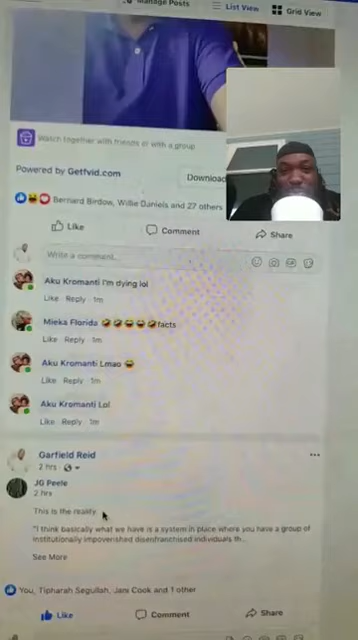 Manage Posts
List View
Grid View
Watch together with friends or with a group
Powered by Getfvid.com
Download
Bernard Birdow, Willie Daniels and 27 others
Like
Comment
Share
Write a comment...
Aku Kromanti I'm dying lol
Like Reply 1m
Mieka Florida 🤣🤣😂😂🤣facts
Like Reply 1m
Aku Kromanti Lmao 😂
Like Reply 1m
Aku Kromanti Lol
Like Reply 1m
Garfield Reid
2 hrs
JG Peele
2 hrs
This is the reality.
"I think basically what we have is a system in place where you have a group of
institutionally impoverished disenfranchised individuals th...
See More
You, Tipharah Segullah, Jani Cook and 1 other
Like
Comment
Share